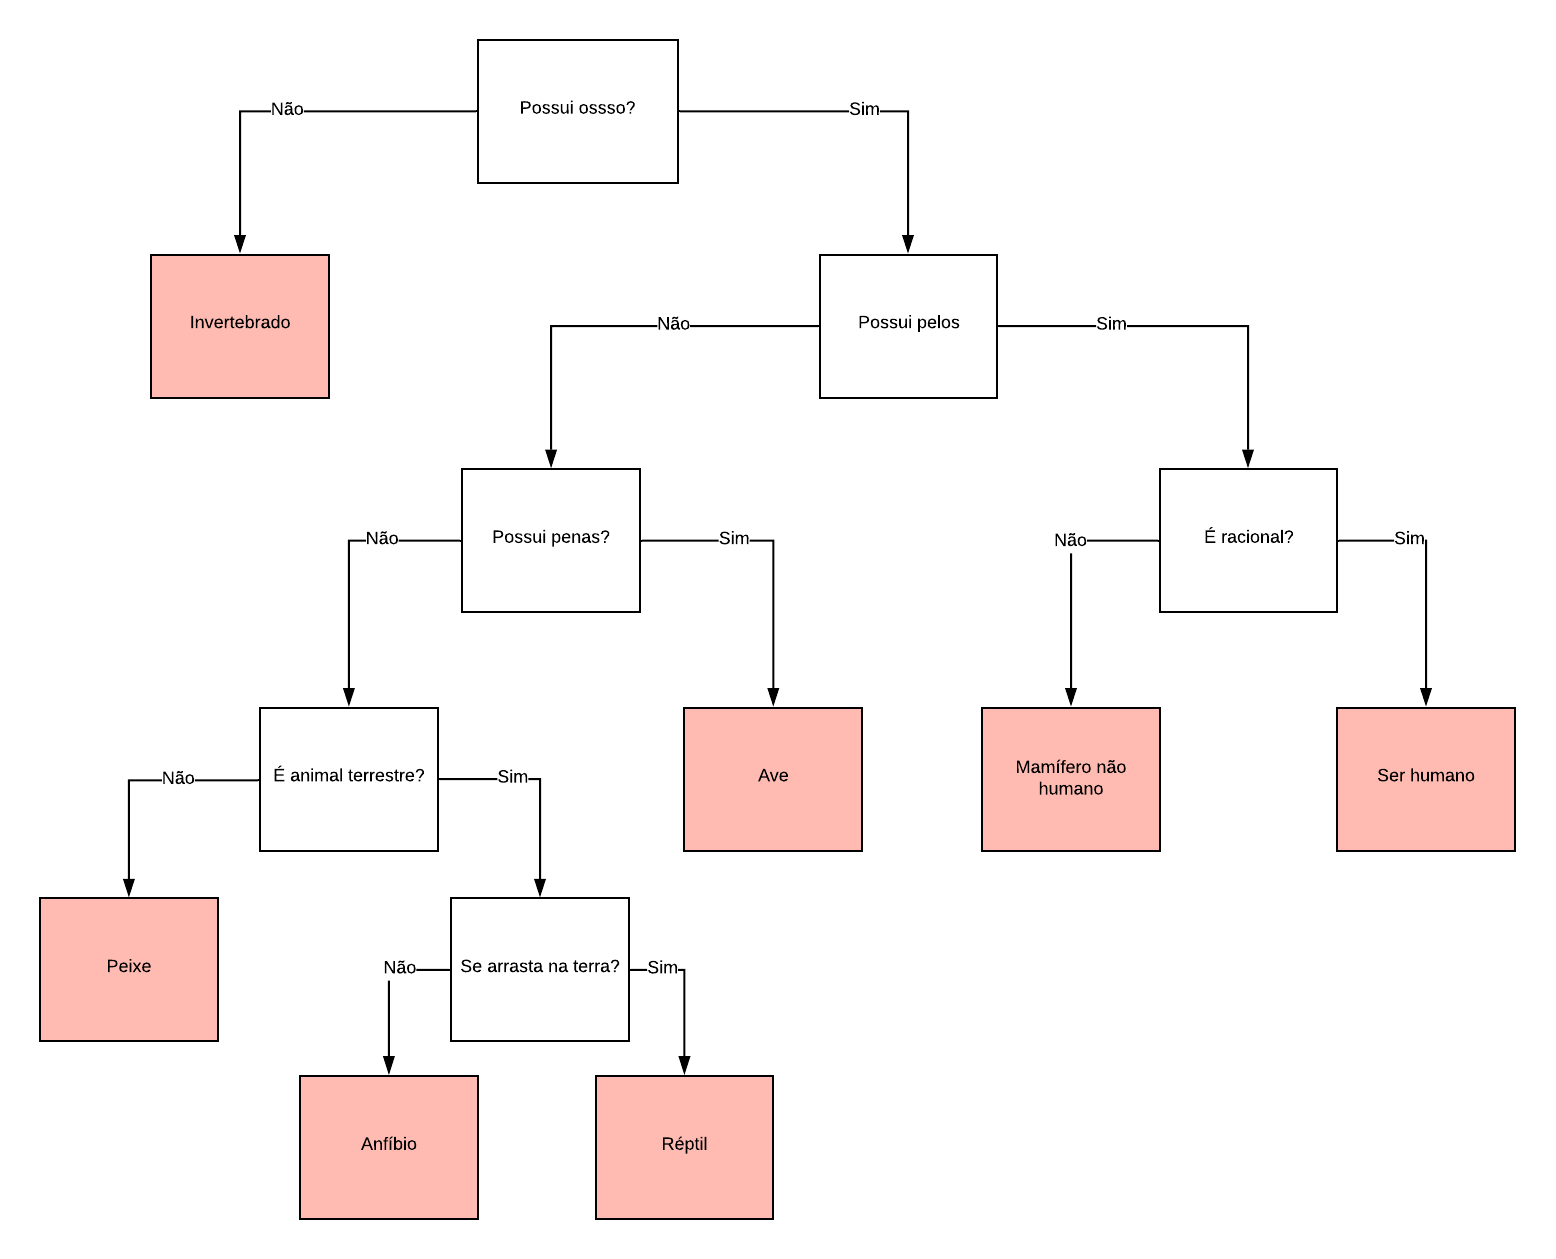 Possui ossso?
Não
Sim
Invertebrado
Possui pelos
Não
Sim
Possui penas?
É racional?
Não
Sim
Não
Sim
É animal terrestre?
Ave
Mamífero não
humano
Ser humano
Não
Sim
Peixe
Se arrasta na terra?
Não
Sim
Anfíbio
Réptil